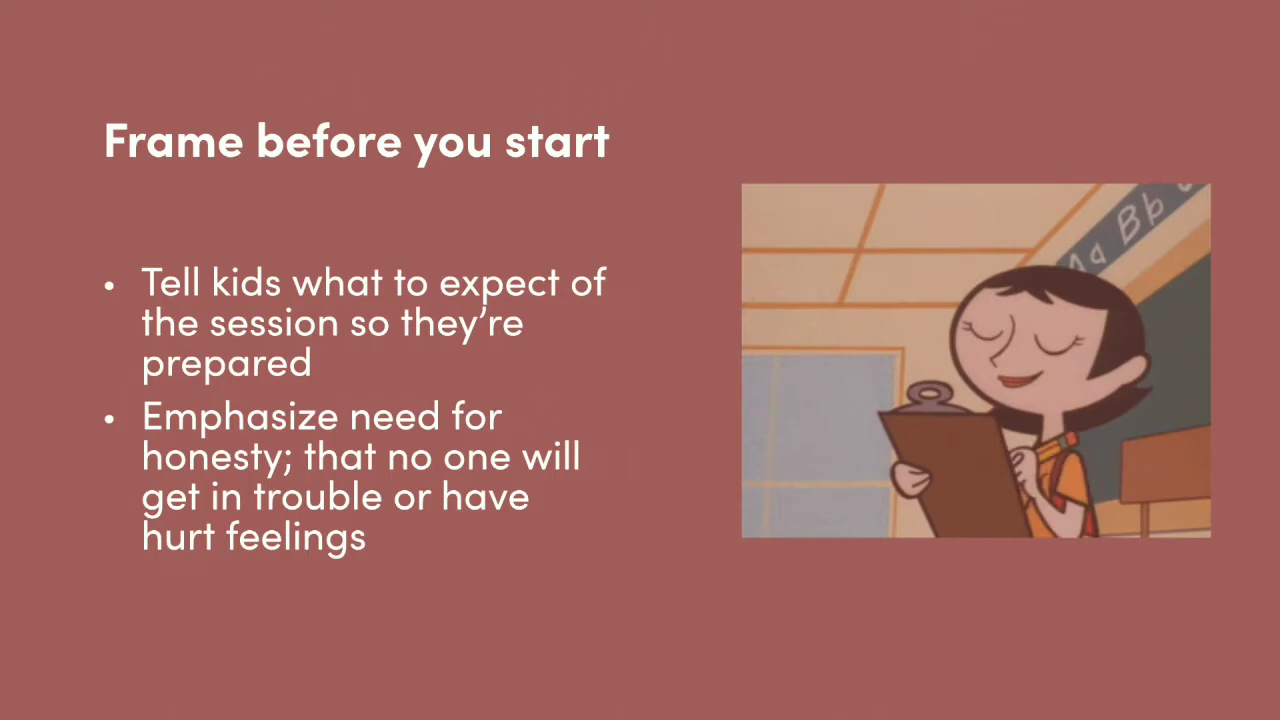 Frame before you start
• Tell kids what to expect of
the session so they’re
prepared
• Emphasize need for
honesty; that no one will
get in trouble or have
hurt feelings
Aa Bb